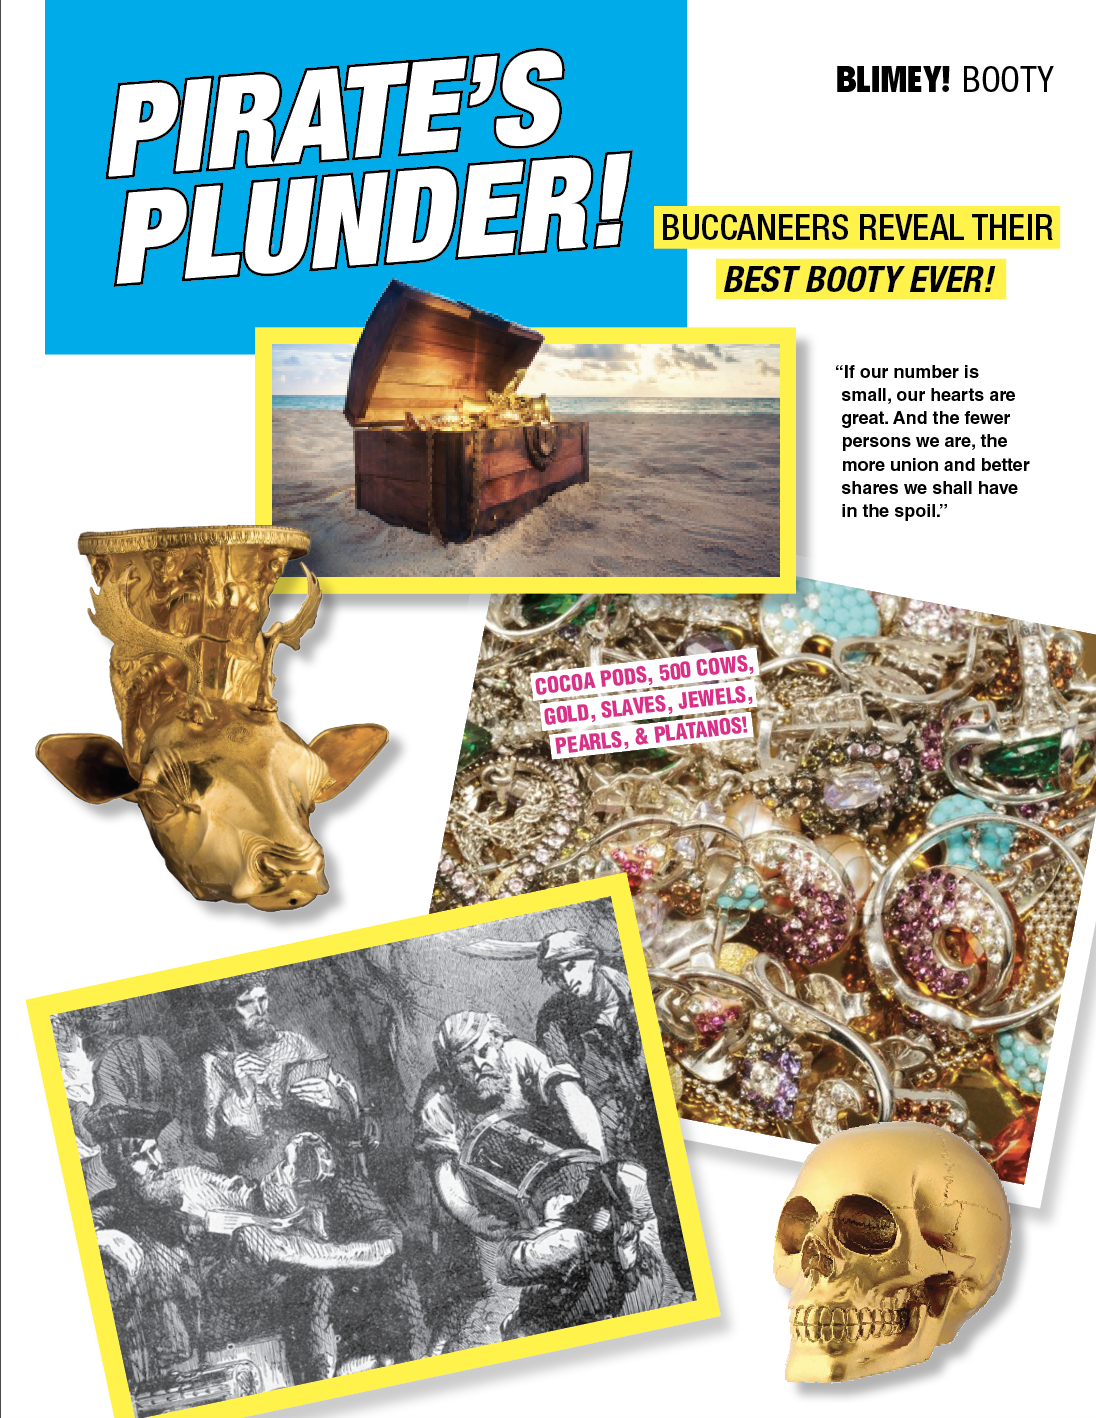 PIRATE'S
PLUNDER!
BLIMEY! BOOTY
BUCCANEERS REVEAL THEIR
BEST BOOTY EVER!
“If our number is
small, our hearts are
great. And the fewer
persons we are, the
more union and better
shares we shall have
in the spoil.”
COCOA PODS, 500 COWS,
GOLD, SLAVES, JEWELS,
PEARLS, & PLATANOS!